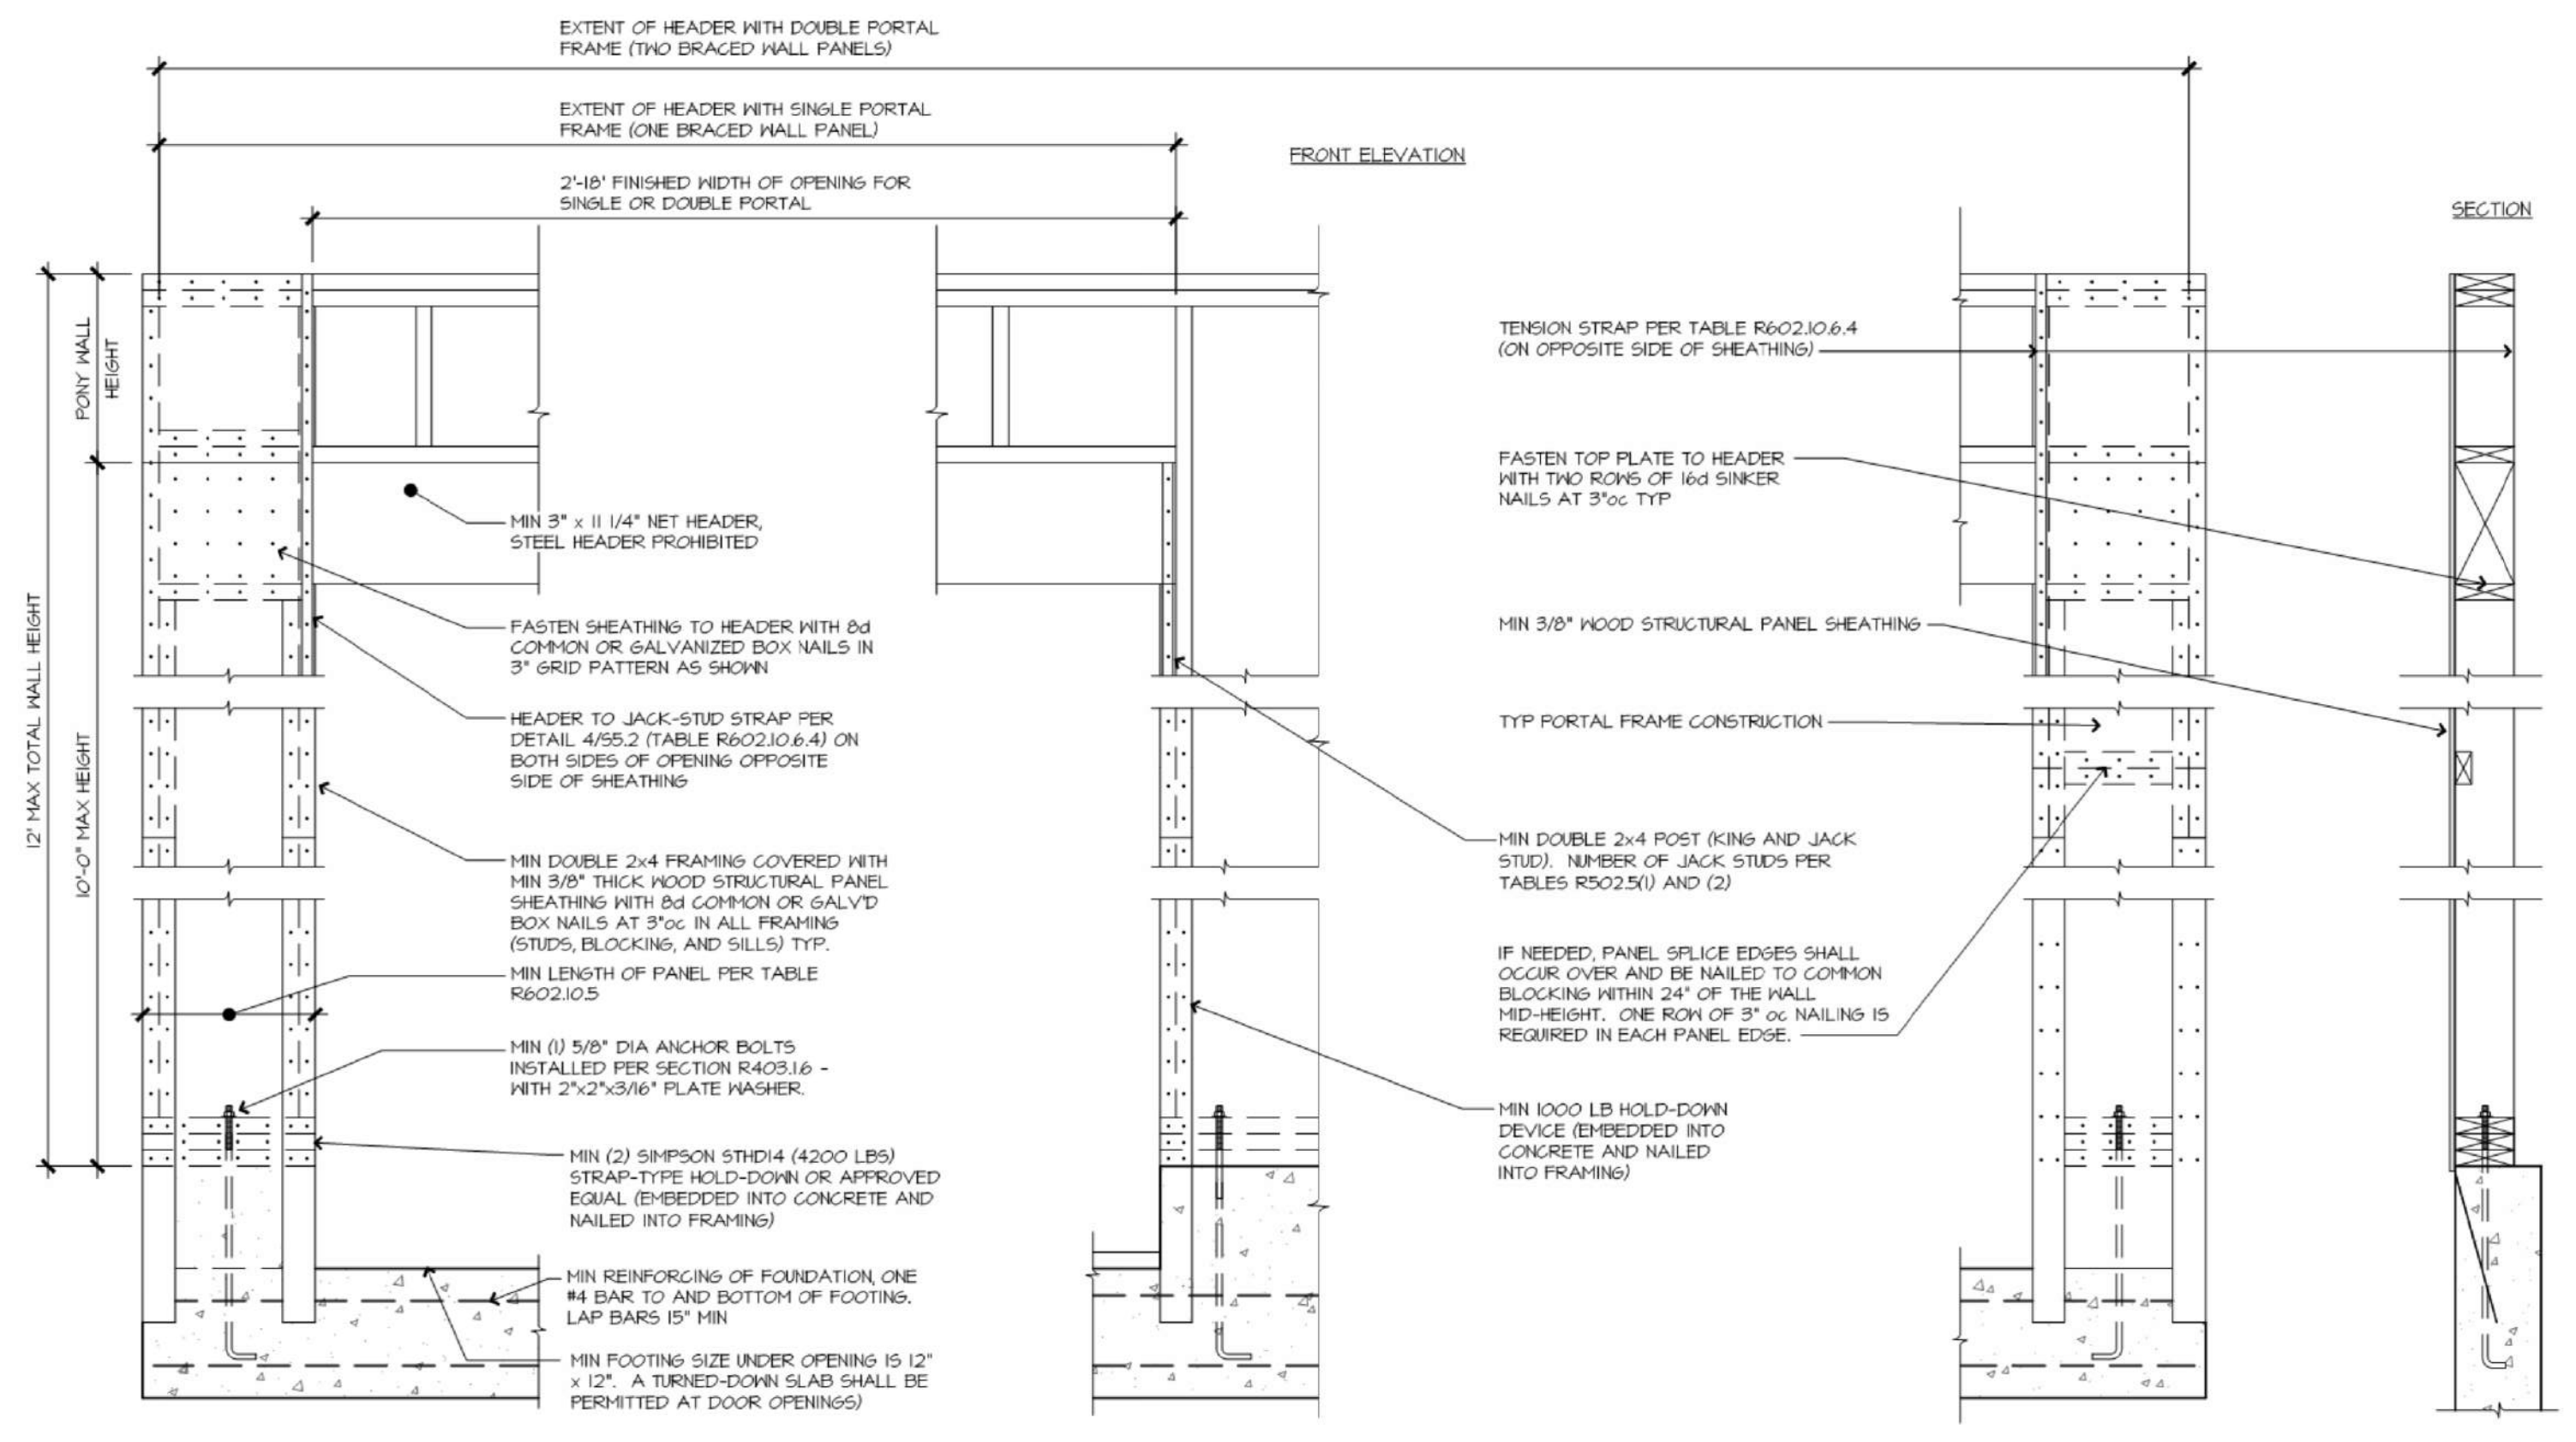 EXTENT OF HEADER WITH DOUBLE PORTAL
FRAME (TWO BRACED WALL PANELS)
EXTENT OF HEADER WITH SINGLE PORTAL
FRAME (ONE BRACED WALL PANEL)
FRONT ELEVATION
2'-18' FINISHED WIDTH OF OPENING FOR
SINGLE OR DOUBLE PORTAL
SECTION
12' MAX TOTAL WALL HEIGHT
PONY WALL
HEIGHT
10'-0" MAX HEIGHT
MIN 3" x 11 1/4" NET HEADER,
STEEL HEADER PROHIBITED
FASTEN SHEATHING TO HEADER WITH 8d
COMMON OR GALVANIZED BOX NAILS IN
3" GRID PATTERN AS SHOWN
HEADER TO JACK-STUD STRAP PER
DETAIL 4/S5.2 (TABLE R602.10.6.4) ON
BOTH SIDES OF OPENING OPPOSITE
SIDE OF SHEATHING
MIN DOUBLE 2x4 FRAMING COVERED WITH
MIN 3/8" THICK WOOD STRUCTURAL PANEL
SHEATHING WITH 8d COMMON OR GALV'D
BOX NAILS AT 3"oc IN ALL FRAMING
(STUDS, BLOCKING, AND SILLS) TYP.
MIN LENGTH OF PANEL PER TABLE
R602.10.5
MIN (1) 5/8" DIA ANCHOR BOLTS
INSTALLED PER SECTION R403.1.6 -
WITH 2"x2"x3/16" PLATE WASHER.
MIN (2) SIMPSON STHD14 (4200 LBS)
STRAP-TYPE HOLD-DOWN OR APPROVED
EQUAL (EMBEDDED INTO CONCRETE AND
NAILED INTO FRAMING)
MIN REINFORCING OF FOUNDATION, ONE
#4 BAR TO AND BOTTOM OF FOOTING.
LAP BARS 15" MIN
MIN FOOTING SIZE UNDER OPENING IS 12"
x 12". A TURNED-DOWN SLAB SHALL BE
PERMITTED AT DOOR OPENINGS)
TENSION STRAP PER TABLE R602.10.6.4
(ON OPPOSITE SIDE OF SHEATHING)
FASTEN TOP PLATE TO HEADER
WITH TWO ROWS OF 16d SINKER
NAILS AT 3"oc TYP
MIN 3/8" WOOD STRUCTURAL PANEL SHEATHING
TYP PORTAL FRAME CONSTRUCTION
MIN DOUBLE 2x4 POST (KING AND JACK
STUD). NUMBER OF JACK STUDS PER
TABLES R502.5(1) AND (2)
IF NEEDED, PANEL SPLICE EDGES SHALL
OCCUR OVER AND BE NAILED TO COMMON
BLOCKING WITHIN 24" OF THE WALL
MID-HEIGHT. ONE ROW OF 3" oc NAILING IS
REQUIRED IN EACH PANEL EDGE.
MIN 1000 LB HOLD-DOWN
DEVICE (EMBEDDED INTO
CONCRETE AND NAILED
INTO FRAMING)